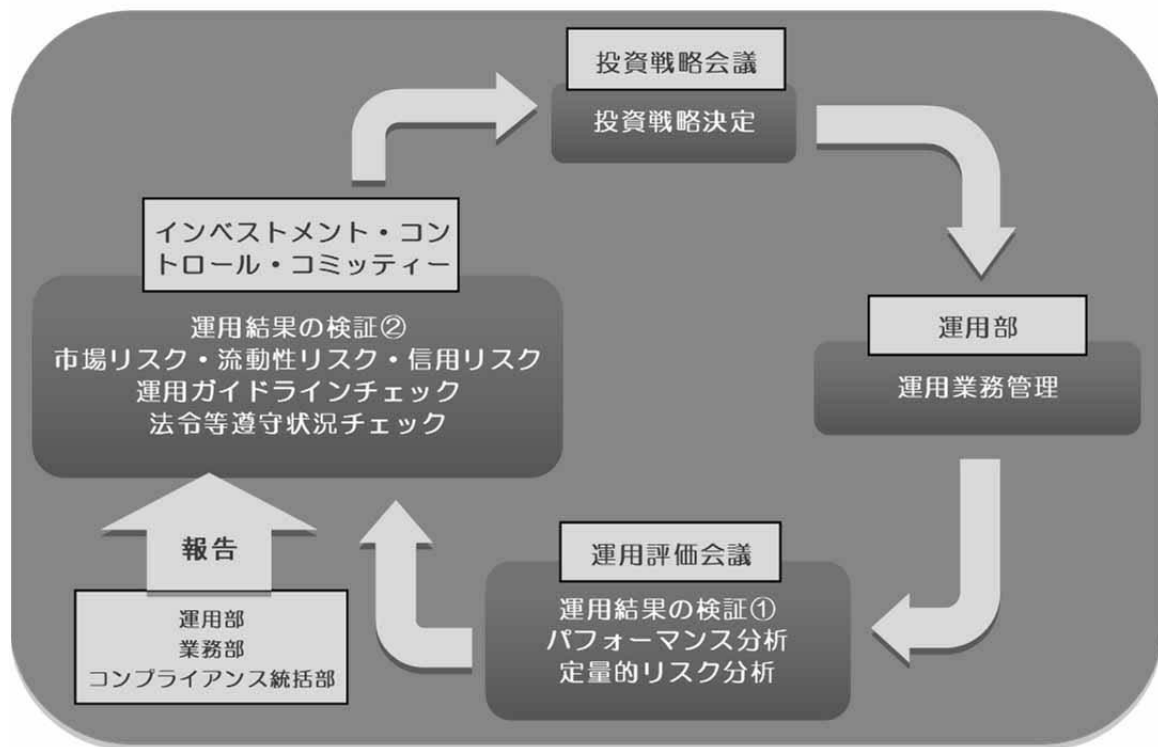 投資戦略会議
投資戦略決定
インベストメント・コン
トロール・コミッティー
運用結果の検証②
市場リスク・流動性リスク・信用リスク
運用ガイドラインチェック
法令等遵守状況チェック
運用部
運用業務管理
報告
運用部
業務部
コンプライアンス統括部
運用評価会議
運用結果の検証①
パフォーマンス分析
定量的リスク分析